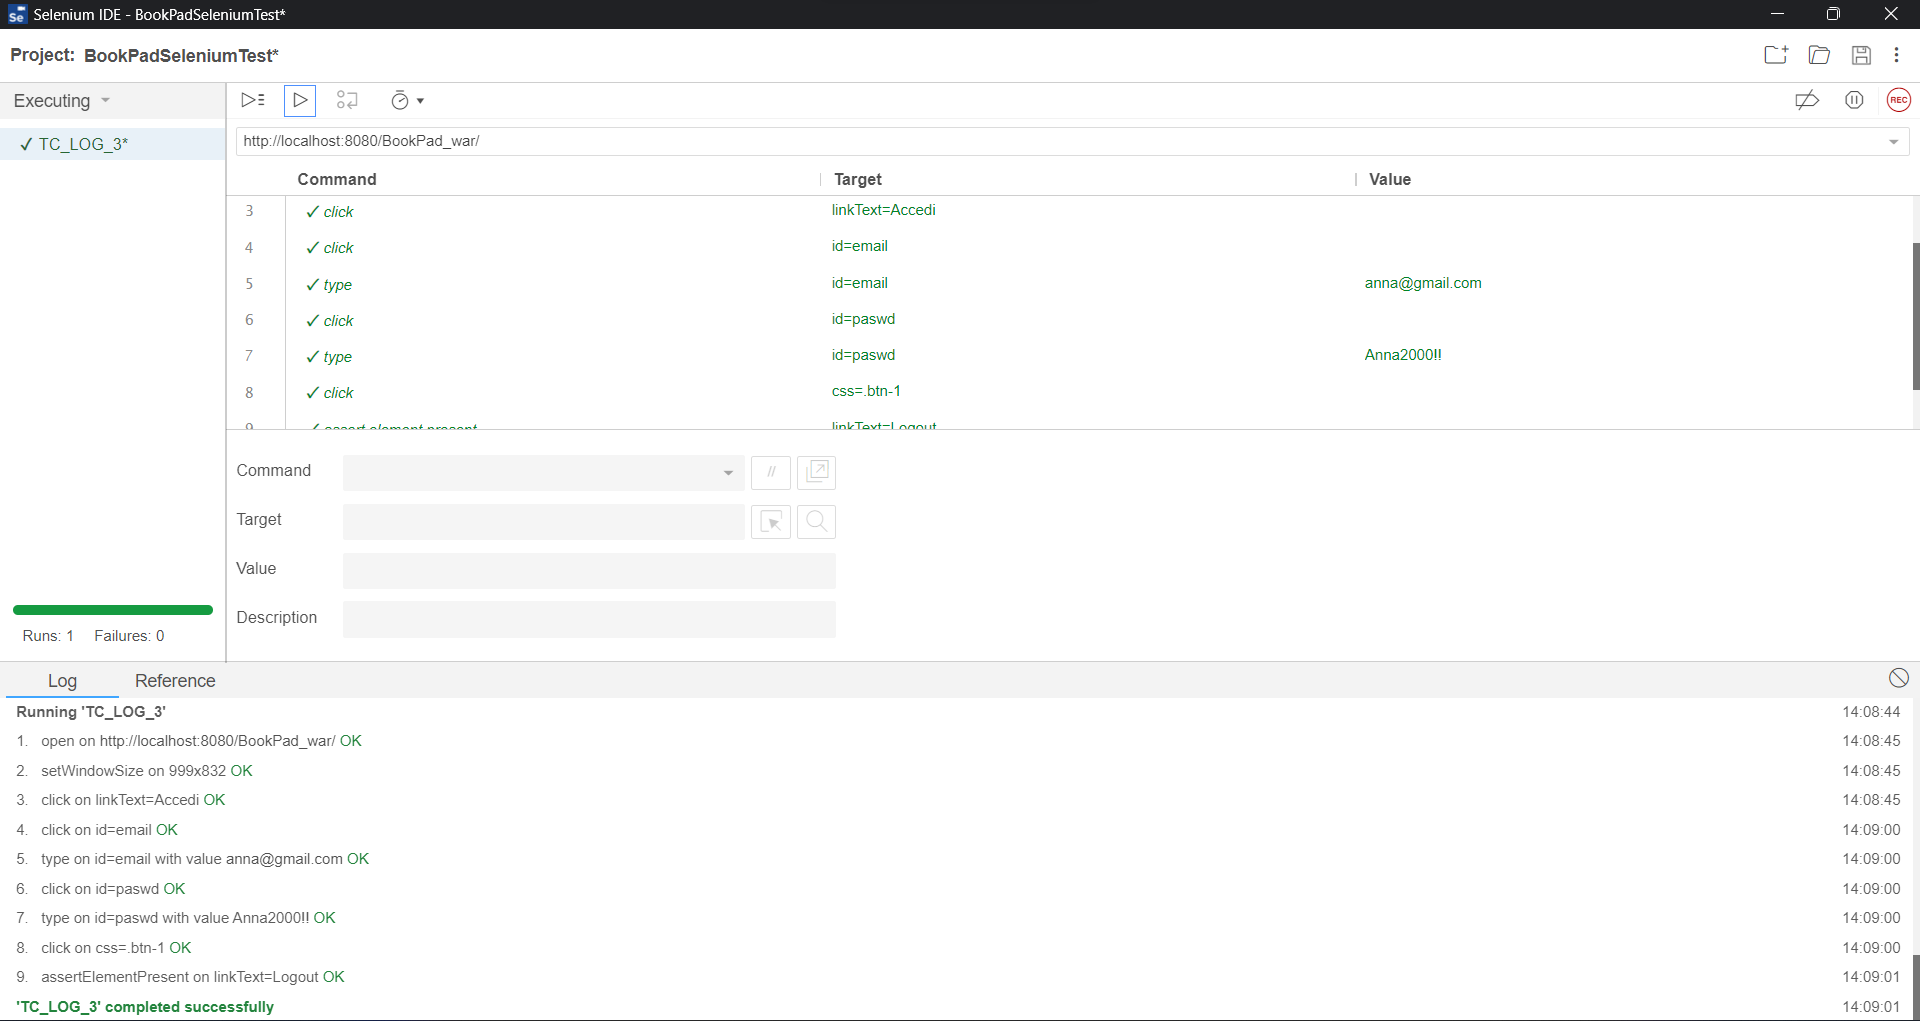 Selenium IDE - BookPadSeleniumTest*
Project: BookPadSeleniumTest*
Executing
REC
✓ TC_LOG_3*
http://localhost:8080/BookPad_war/
Command Target Value
3 ✓ click linkText=Accedi
4 ✓ click id=email
5 ✓ type id=email anna@gmail.com
6 ✓ click id=paswd
7 ✓ type id=paswd Anna2000!!
8 ✓ click css=.btn-1
9 ✓ assert element present linkText=Logout
Command //
Target
Value
Description
Runs: 1 Failures: 0
Log Reference
Running 'TC_LOG_3' 14:08:44
1. open on http://localhost:8080/BookPad_war/ OK 14:08:45
2. setWindowSize on 999x832 OK 14:08:45
3. click on linkText=Accedi OK 14:08:45
4. click on id=email OK 14:09:00
5. type on id=email with value anna@gmail.com OK 14:09:00
6. click on id=paswd OK 14:09:00
7. type on id=paswd with value Anna2000!! OK 14:09:00
8. click on css=.btn-1 OK 14:09:00
9. assertElementPresent on linkText=Logout OK 14:09:01
'TC_LOG_3' completed successfully 14:09:01